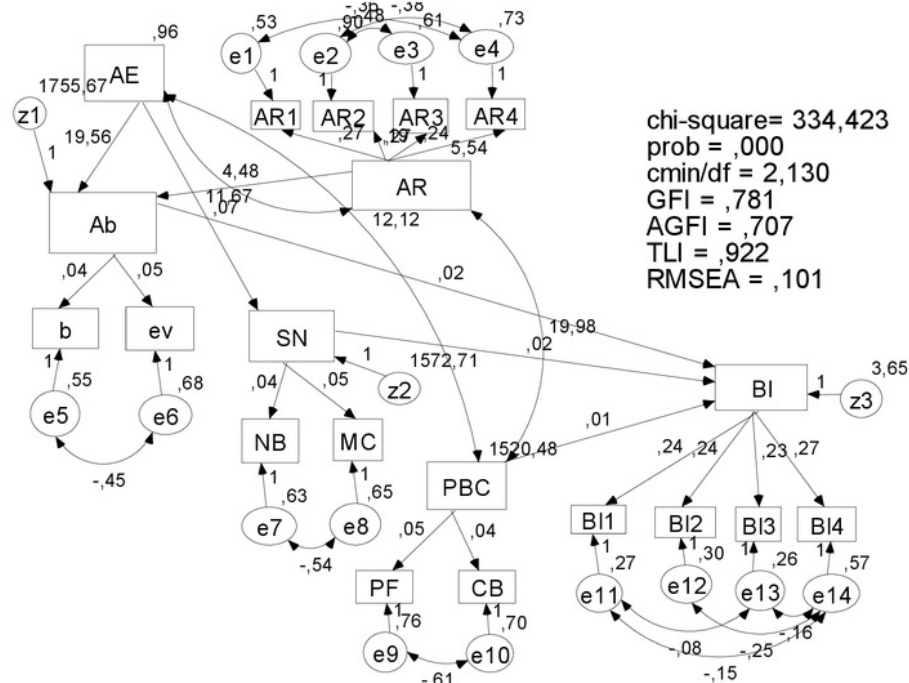 -,36 -,38
,53
,90
,48
,61
,73
e1
e2
e3
e4
,96
AE
1755,67
z1
1
1
1
1
AR1
AR2
AR3
AR4
19,56
1
,27
,24
5,54
chi-square= 334,423
prob = ,000
cmin/df = 2,130
GFI = ,781
AGFI = ,707
TLI = ,922
RMSEA = ,101
4,48
AR
11,67
,07
12,12
Ab
,04
,05
,02
b
ev
SN
19,98
,02
1
1
,55
,68
1572,71
1
,04
,05
z2
BI
1
3,65
z3
e5
e6
,01
NB
MC
1520,48
,24
,24
,23
,27
-,45
PBC
1
1
,63
,65
BI1
BI2
BI3
BI4
e7
e8
,05
,04
1
1
1
1
,27
,30
,26
,57
-,54
PF
CB
e11
e12
e13
e14
1
1
,76
,70
-,16
e9
e10
-,08
-,25
-,61
-,15